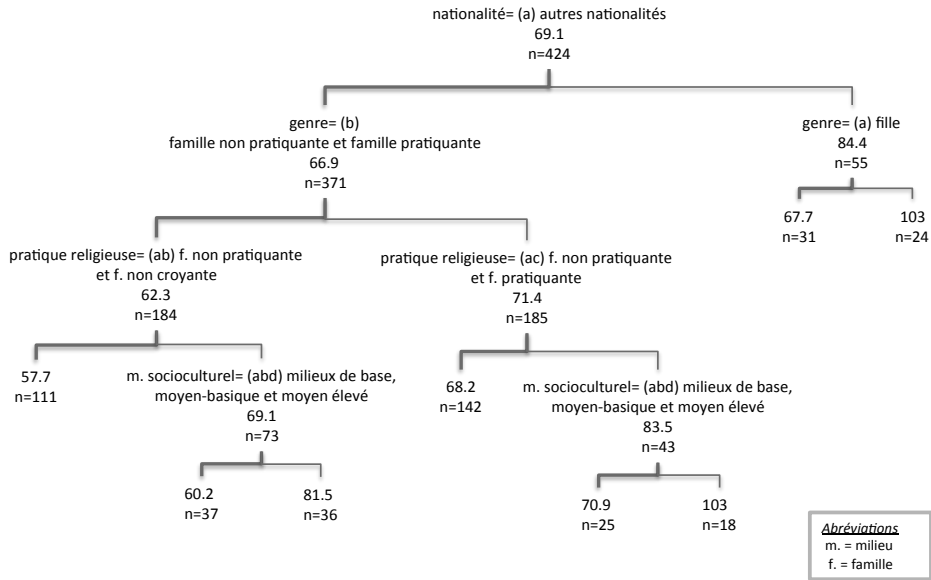 nationalité= (a) autres nationalités
69.1
n=424
genre= (b)
famille non pratiquante et famille pratiquante
66.9
n=371
genre= (a) fille
84.4
n=55
67.7
n=31
103
n=24
pratique religieuse= (ab) f. non pratiquante
et f. non croyante
62.3
n=184
pratique religieuse= (ac) f. non pratiquante
et f. pratiquante
71.4
n=185
57.7
n=111
m. socioculturel= (abd) milieux de base,
moyen-basique et moyen élevé
69.1
n=73
68.2
n=142
m. socioculturel= (abd) milieux de base,
moyen-basique et moyen élevé
83.5
n=43
60.2
n=37
81.5
n=36
70.9
n=25
103
n=18
Abréviations
m. = milieu
f. = famille